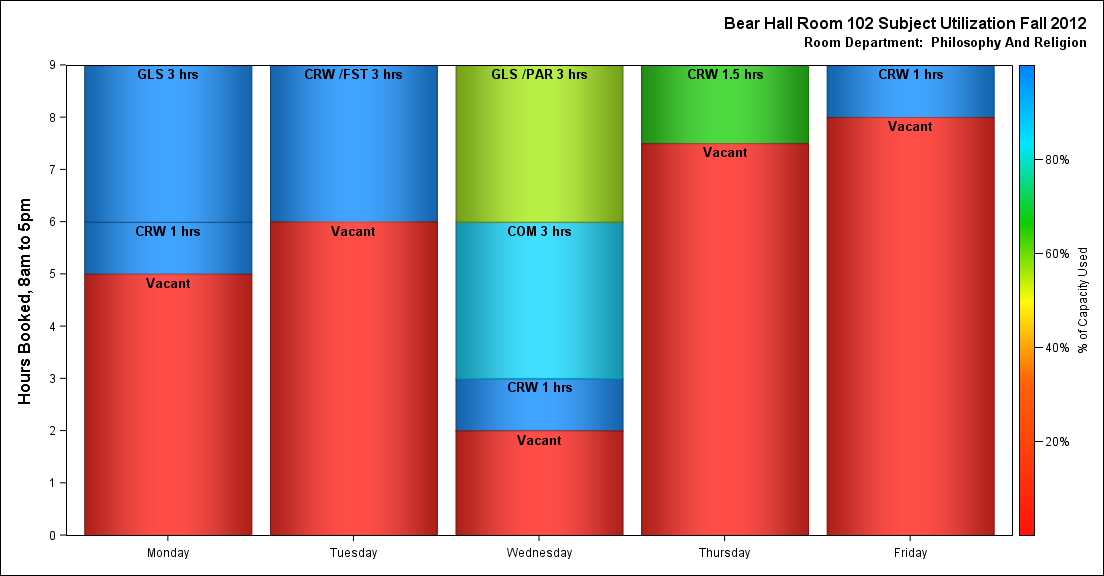 Bear Hall Room 102 Subject Utilization Fall 2012
Room Department:  Philosophy And Religion
Hours Booked, 8am to 5pm
9
8
7
6
5
4
3
2
1
0
GLS 3 hrs
CRW 1 hrs
Vacant
CRW /FST 3 hrs
Vacant
GLS /PAR 3 hrs
COM 3 hrs
CRW 1 hrs
Vacant
CRW 1.5 hrs
Vacant
CRW 1 hrs
Vacant
Monday
Tuesday
Wednesday
Thursday
Friday
80%
60%
40%
20%
% of Capacity Used